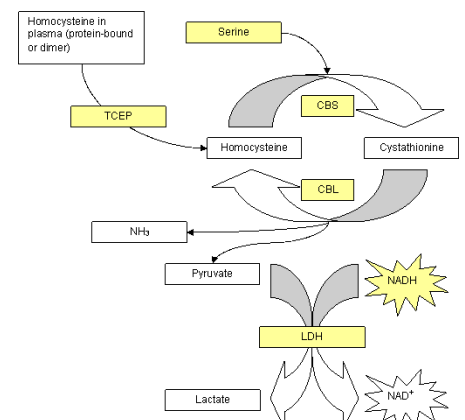 Homocysteine in
plasma (protein-bound
or dimer)
Serine
TCEP
CBS
Homocysteine
Cystathionine
CBL
NH₃
Pyruvate
NADH
LDH
Lactate
NAD⁺